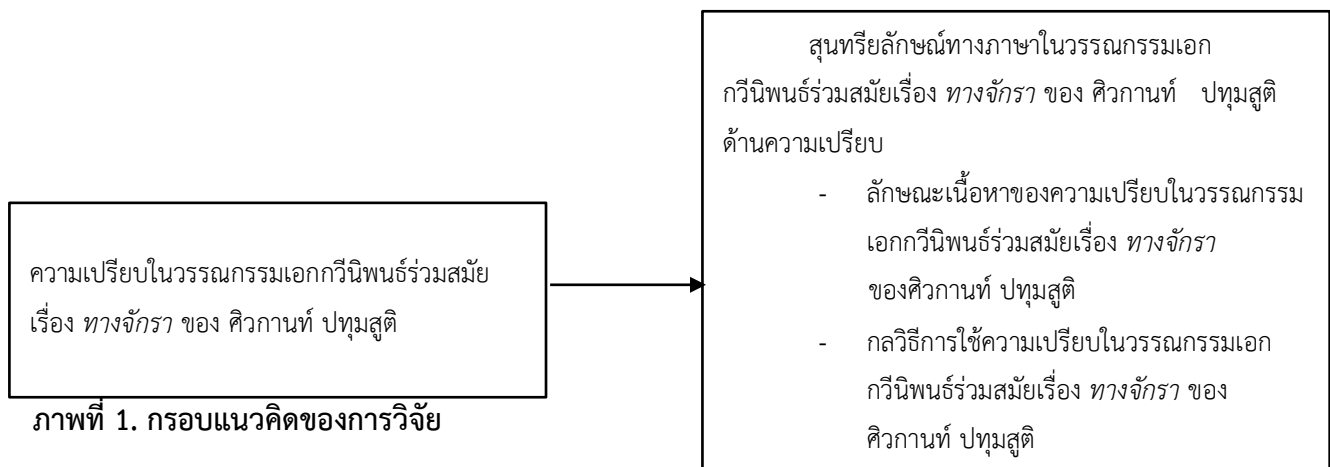 ความเปรียบในวรรณกรรมเอกกวีนิพนธ์ร่วมสมัย
เรื่อง ทางจักรา ของ ศิวกานท์ ปทุมสูติ
สุนทรียลักษณ์ทางภาษาในวรรณกรรมเอก
กวีนิพนธ์ร่วมสมัยเรื่อง ทางจักรา ของ ศิวกานท์ ปทุมสูติ
ด้านความเปรียบ
- ลักษณะเนื้อหาของความเปรียบในวรรณกรรม
เอกกวีนิพนธ์ร่วมสมัยเรื่อง ทางจักรา
ของศิวกานท์ ปทุมสูติ
- กลวิธีการใช้ความเปรียบในวรรณกรรมเอก
กวีนิพนธ์ร่วมสมัยเรื่อง ทางจักรา ของ
ศิวกานท์ ปทุมสูติ
ภาพที่ 1. กรอบแนวคิดของการวิจัย